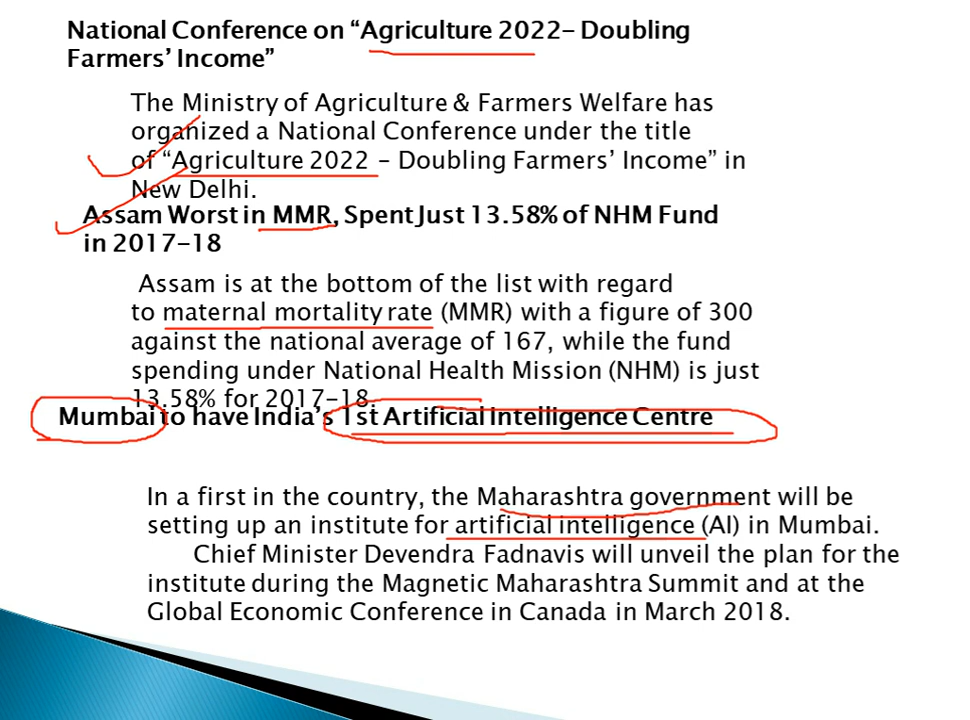 National Conference on “Agriculture 2022- Doubling
Farmers’ Income”
The Ministry of Agriculture & Farmers Welfare has
organized a National Conference under the title
of “Agriculture 2022 - Doubling Farmers’ Income” in
New Delhi.
Assam Worst in MMR, Spent Just 13.58% of NHM Fund
in 2017-18
Assam is at the bottom of the list with regard
to maternal mortality rate (MMR) with a figure of 300
against the national average of 167, while the fund
spending under National Health Mission (NHM) is just
13.58% for 2017-18.
Mumbai to have India’s 1st Artificial Intelligence Centre
In a first in the country, the Maharashtra government will be
setting up an institute for artificial intelligence (AI) in Mumbai.
Chief Minister Devendra Fadnavis will unveil the plan for the
institute during the Magnetic Maharashtra Summit and at the
Global Economic Conference in Canada in March 2018.